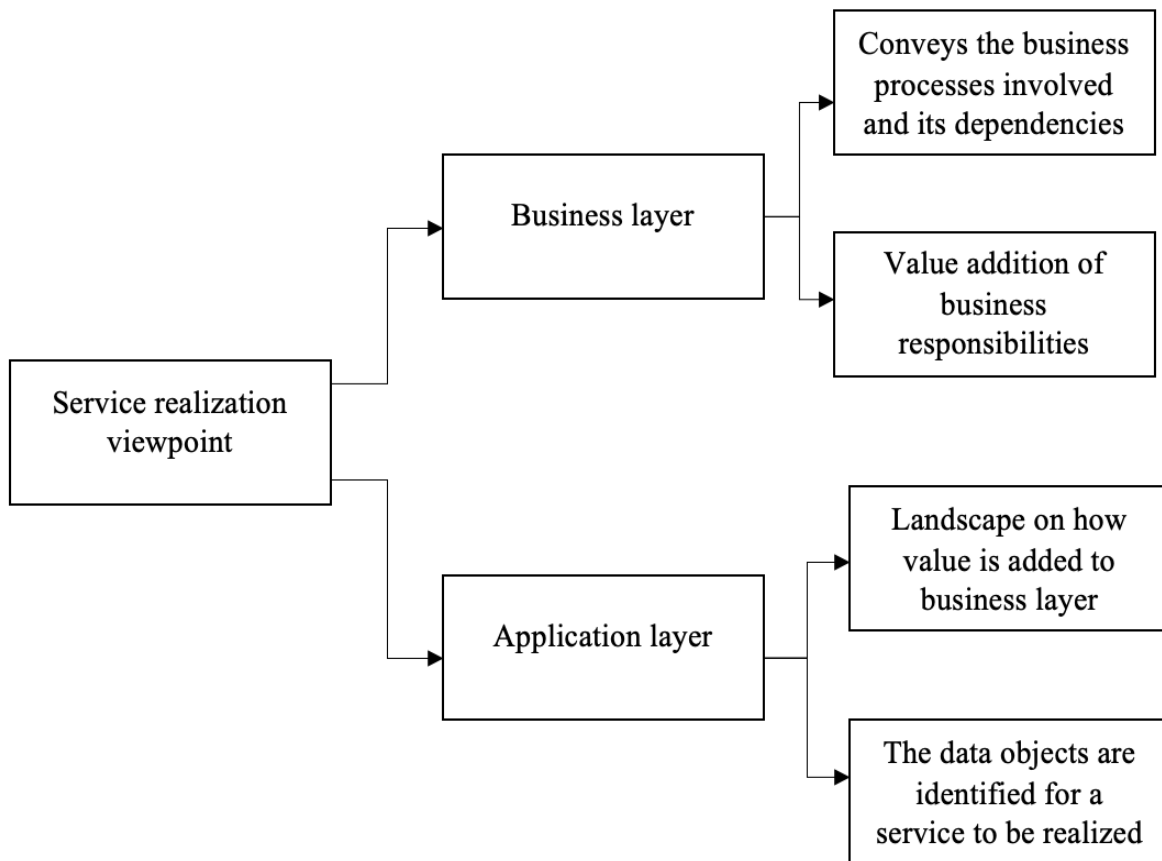 Conveys the business
processes involved
and its dependencies
Business layer
Value addition of
business
responsibilities
Service realization
viewpoint
Landscape on how
value is added to
business layer
Application layer
The data objects are
identified for a
service to be realized